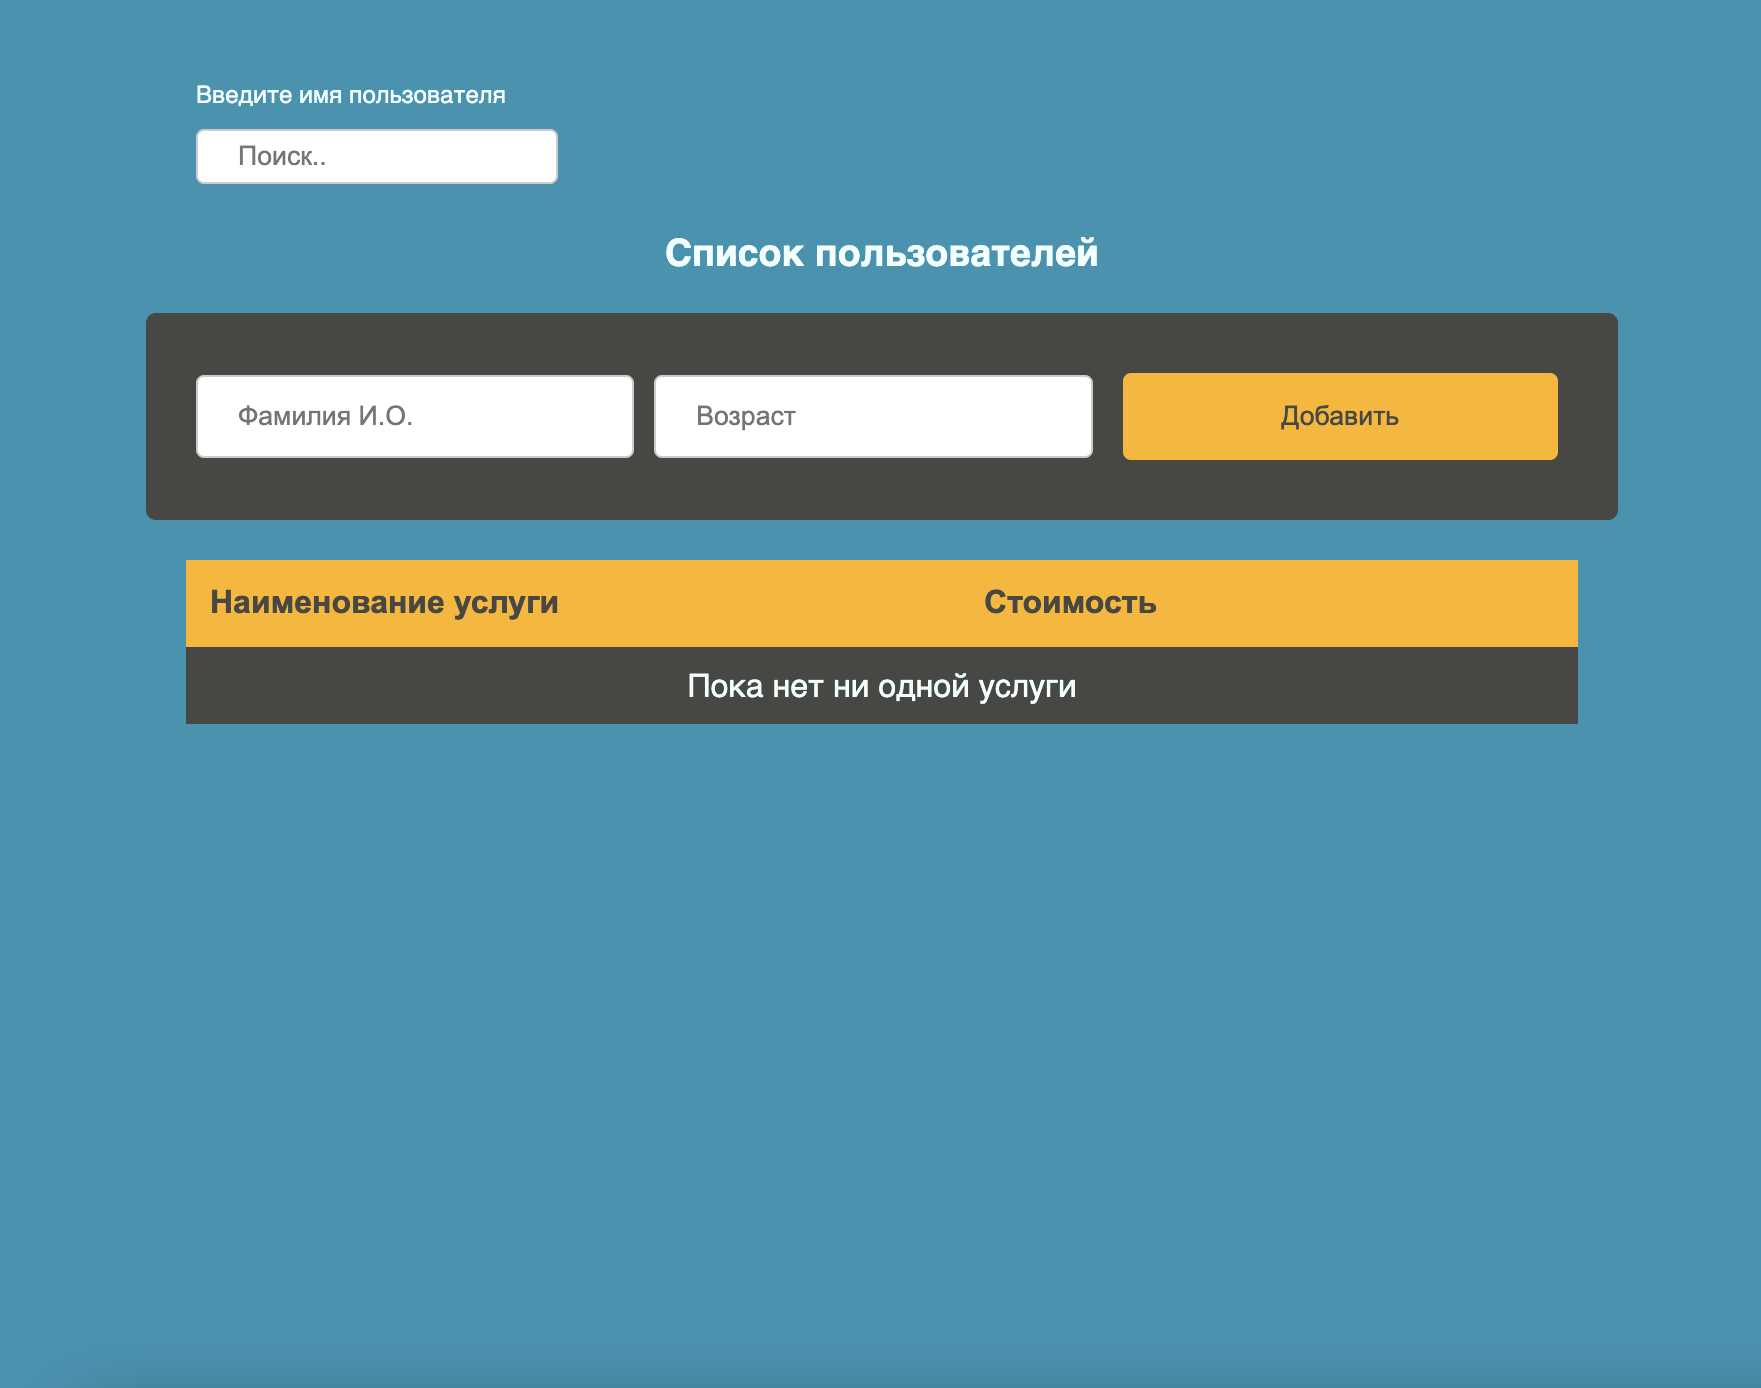 Введите имя пользователя
Поиск..
Список пользователей
Фамилия И.О.
Возраст
Добавить
Наименование услуги
Стоимость
Пока нет ни одной услуги